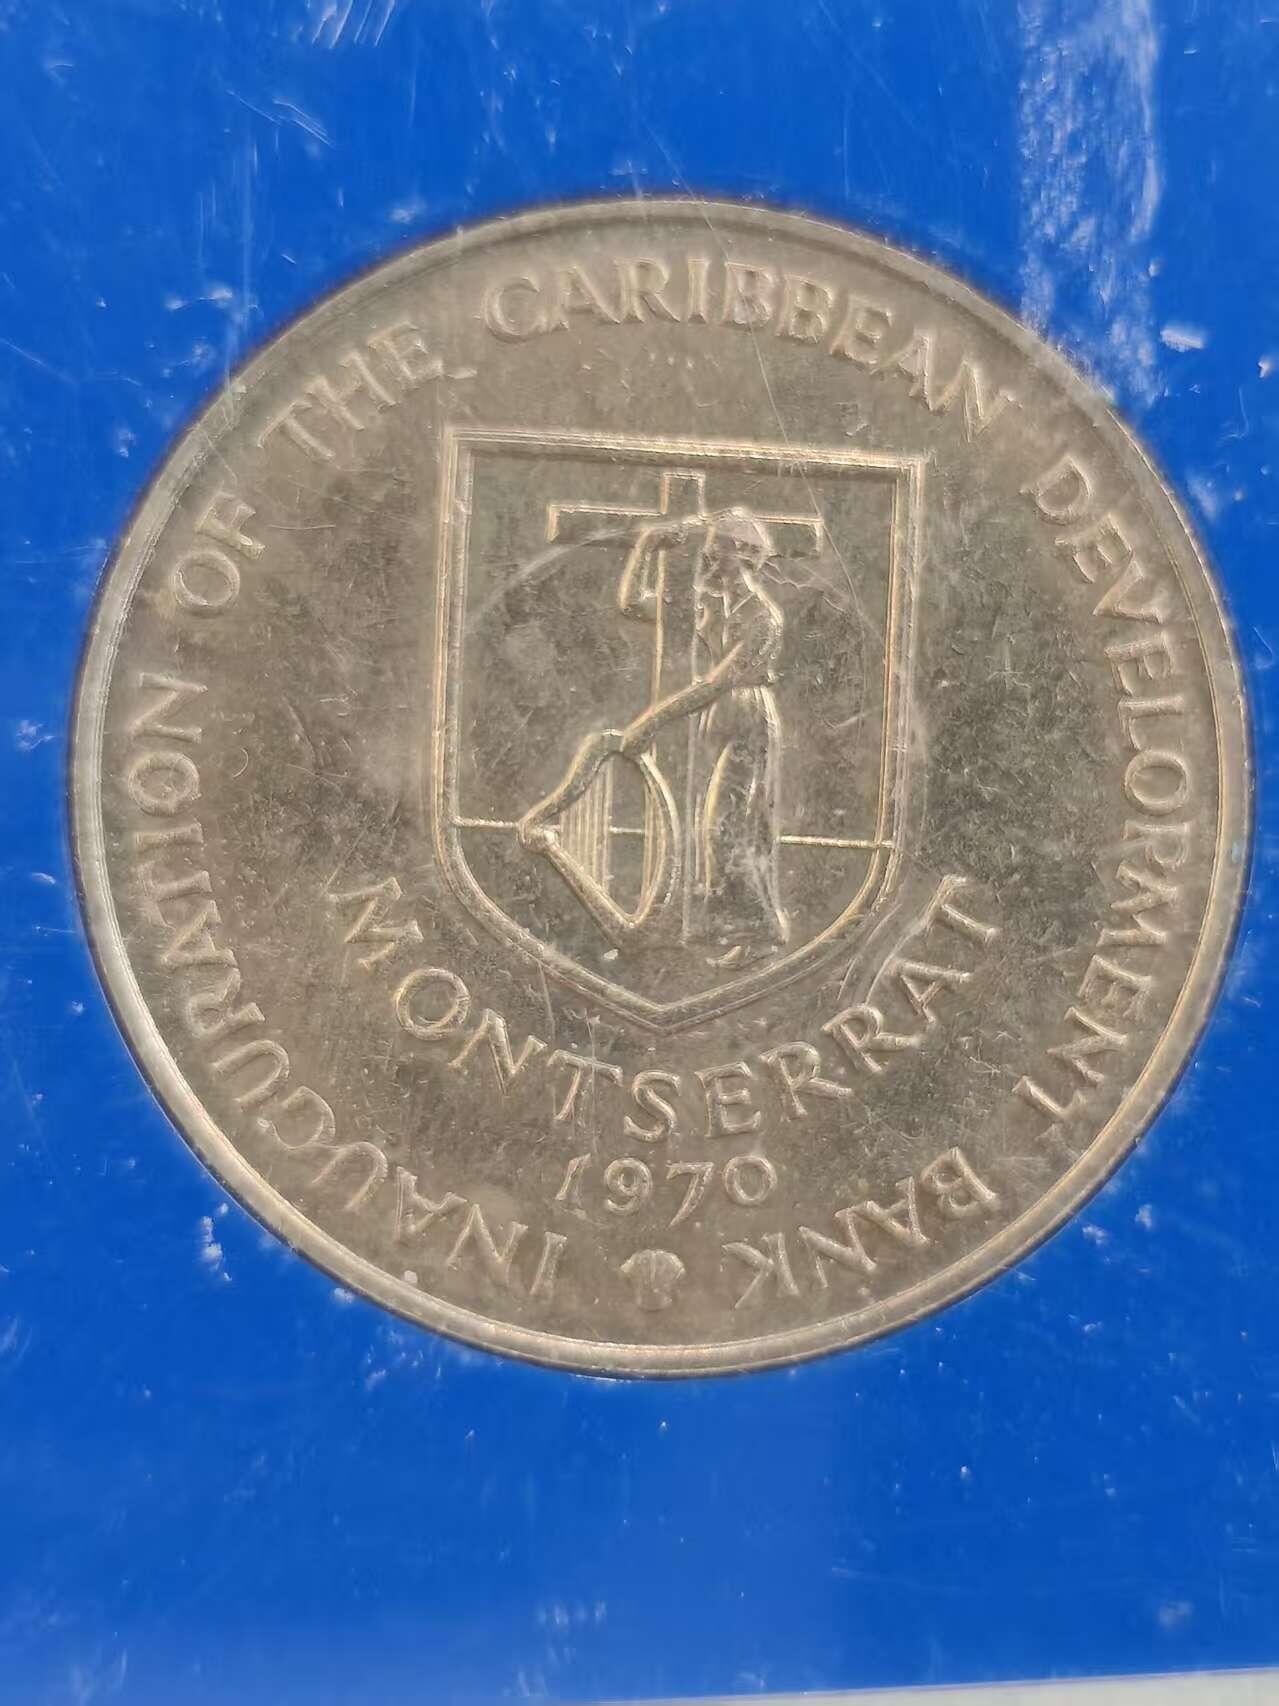 INAUGURATION OF THE CARIBBEAN DEVELOPMENT BANK
MONTSERRAT
1970